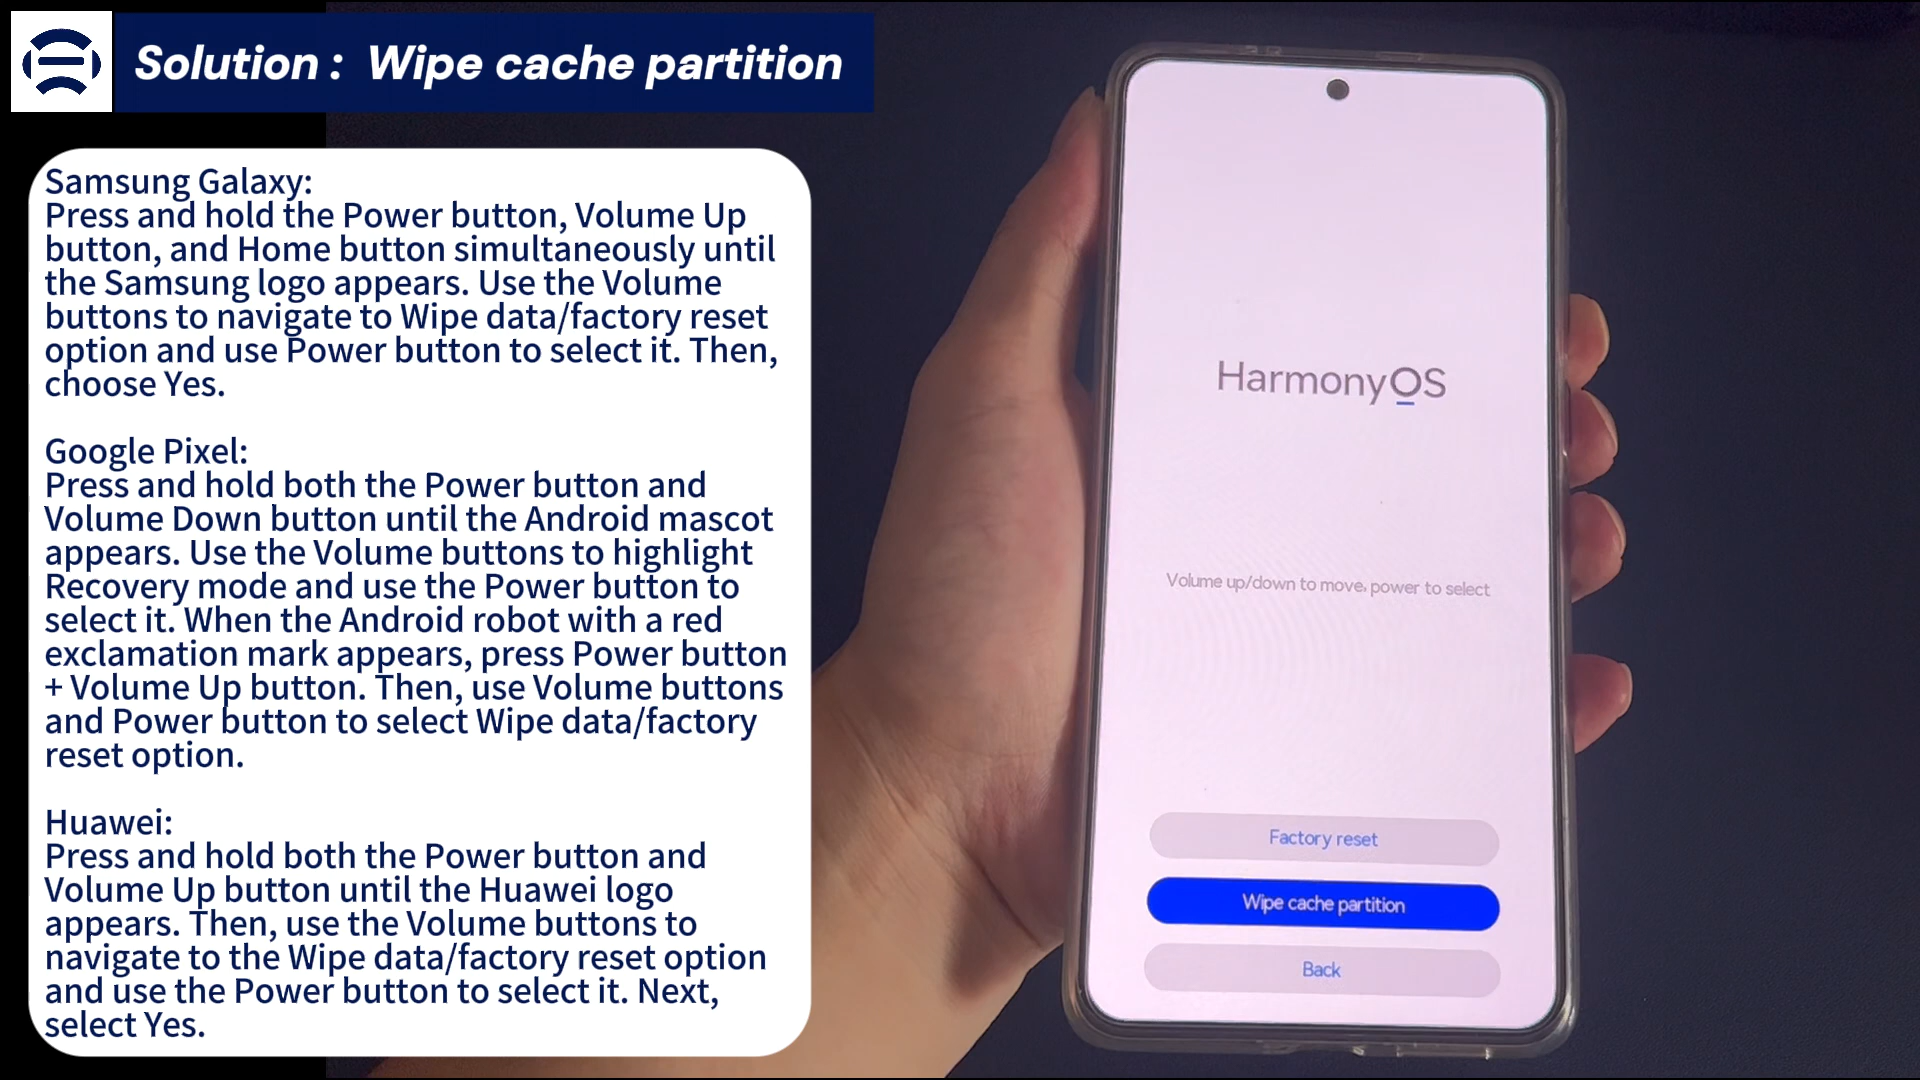 Solution : Wipe cache partition
Samsung Galaxy:
Press and hold the Power button, Volume Up
button, and Home button simultaneously until
the Samsung logo appears. Use the Volume
buttons to navigate to Wipe data/factory reset
option and use Power button to select it. Then,
choose Yes.
Google Pixel:
Press and hold both the Power button and
Volume Down button until the Android mascot
appears. Use the Volume buttons to highlight
Recovery mode and use the Power button to
select it. When the Android robot with a red
exclamation mark appears, press Power button
+ Volume Up button. Then, use Volume buttons
and Power button to select Wipe data/factory
reset option.
Huawei:
Press and hold both the Power button and
Volume Up button until the Huawei logo
appears. Then, use the Volume buttons to
navigate to the Wipe data/factory reset option
and use the Power button to select it. Next,
select Yes.
HarmonyOS
Volume up/down to move, power to select
Factory reset
Wipe cache partition
Back